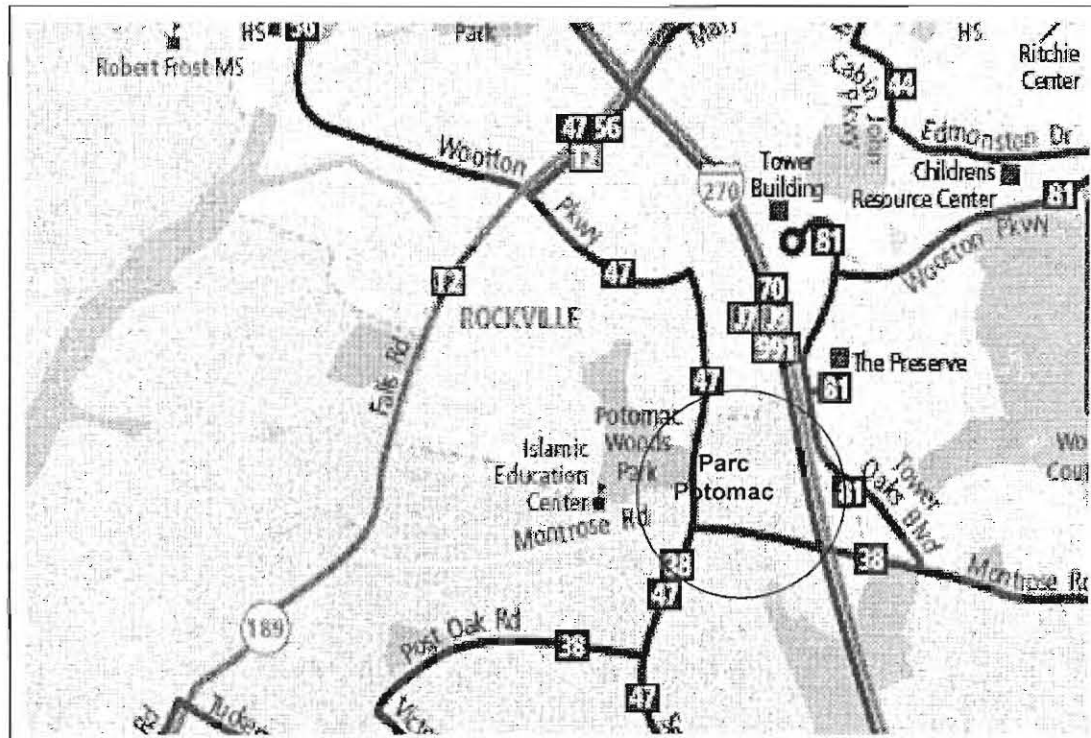 HS
56
Park
Mary
HS
Robert Frost MS
Ritchie
Center
Cabin
John
Pkwy
44
47 56
Edmonston Dr
Wootton
Tower
Building
270
Childrens
Resource Center
81
Pkwy
81
Wootton Pkwy
47
12
70
ROCKVILLE
991
The Preserve
Falls Rd
47
81
Potomac
Woods
Park
Islamic
Education
Center
Parc
Potomac
Tower
Oaks Blvd
Montrose Rd
38
38
Montrose
47
189
Post Oak Rd
38
47
Rd